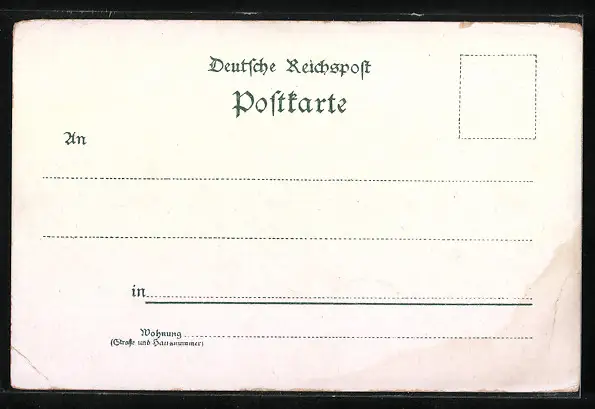 Deutsche Reichspost
Postkarte
An
in
Wohnung
(Straße und Hausnummer)